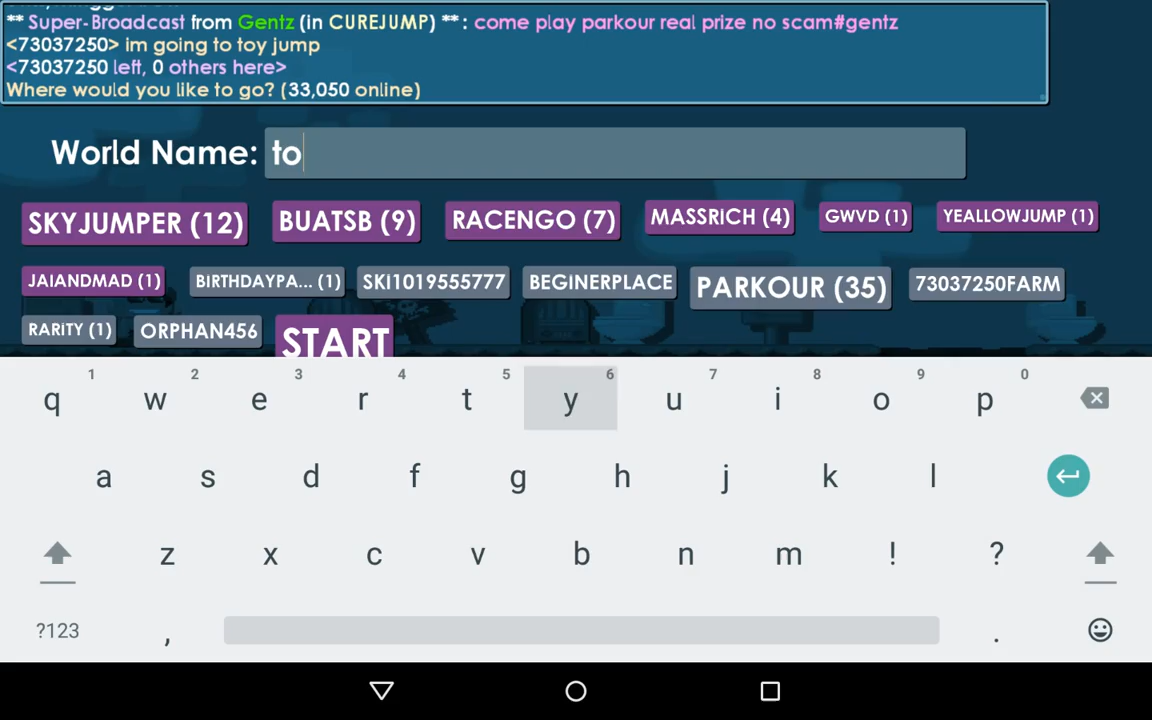 ** Super-Broadcast from Gentz (in CUREJUMP) ** : come play parkour real prize no scam#gentz
<73037250> im going to toy jump
<73037250 left, 0 others here>
Where would you like to go? (33,050 online)
World Name: to
SKYJUMPER (12) BUATSB (9) RACENGO (7) MASSRICH (4) GWVD (1) YEALLOWJUMP (1)
JAIANDMAD (1) BIRTHDAYPA... (1) SKI1019555777 BEGINERPLACE PARKOUR (35) 73037250FARM
RARITY (1) ORPHAN456 START
1 2 3 4 5 6 7 8 9 0
q w e r t y u i o p
a s d f g h j k l
z x c v b n m ! ?
?123 , .